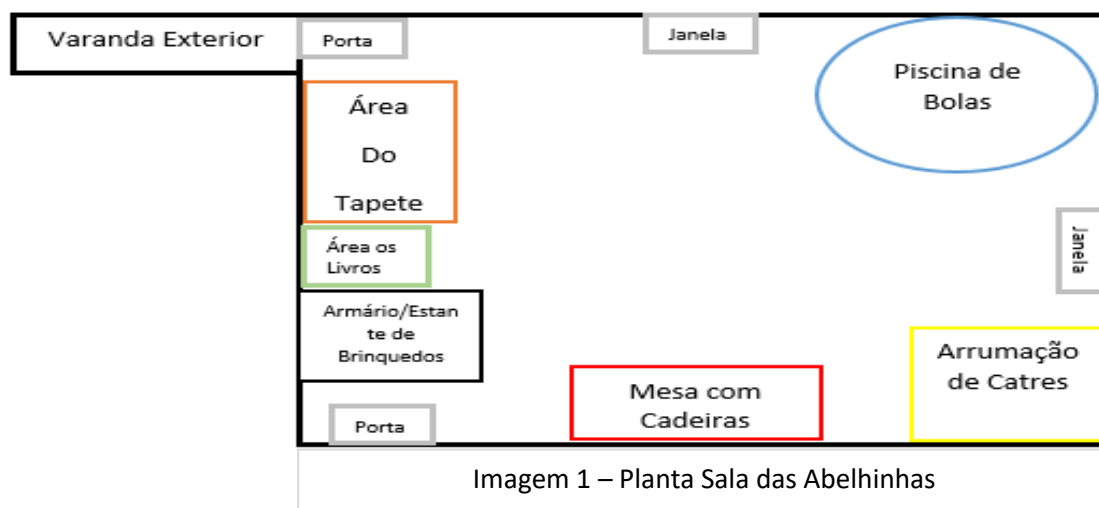 Varanda Exterior
Porta
Janela
Piscina de
Bolas
Área
Do
Tapete
Área os
Livros
Janela
Armário/Estan
te de
Brinquedos
Arrumação
de Catres
Mesa com
Cadeiras
Porta
Imagem 1 – Planta Sala das Abelhinhas